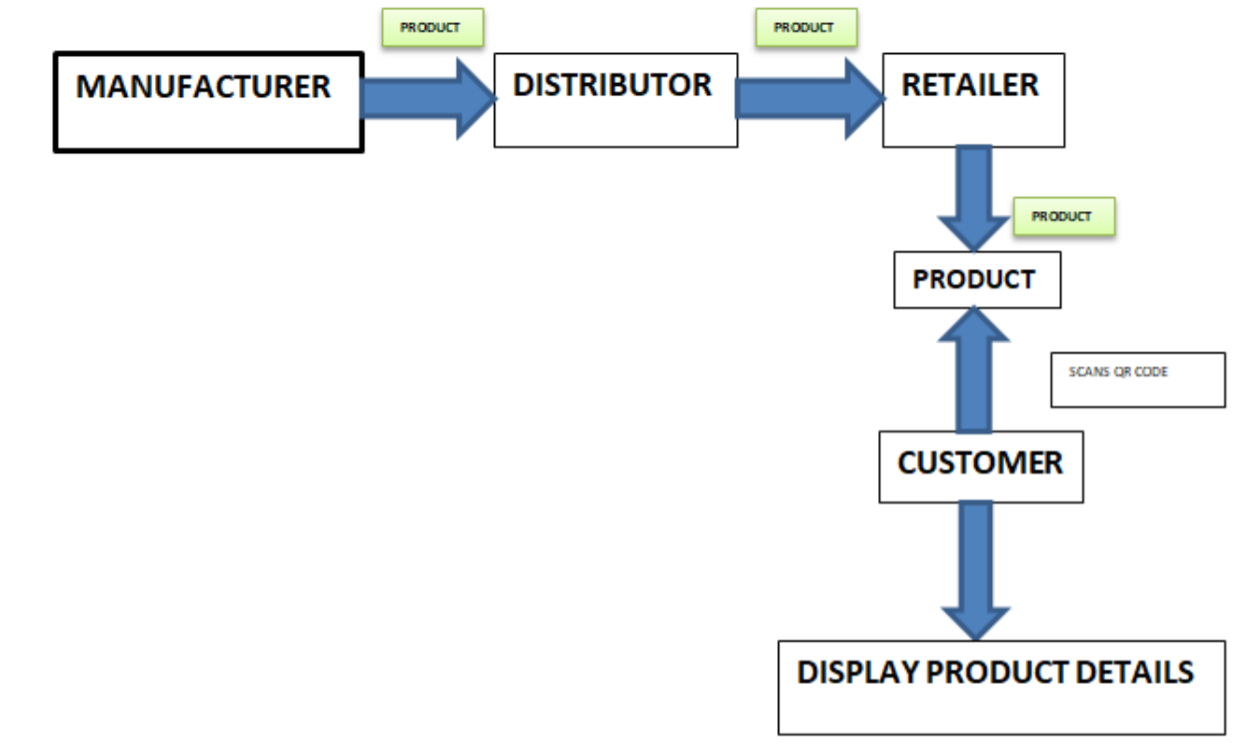 PRODUCT
PRODUCT
MANUFACTURER
DISTRIBUTOR
RETAILER
PRODUCT
PRODUCT
SCANS QR CODE
CUSTOMER
DISPLAY PRODUCT DETAILS